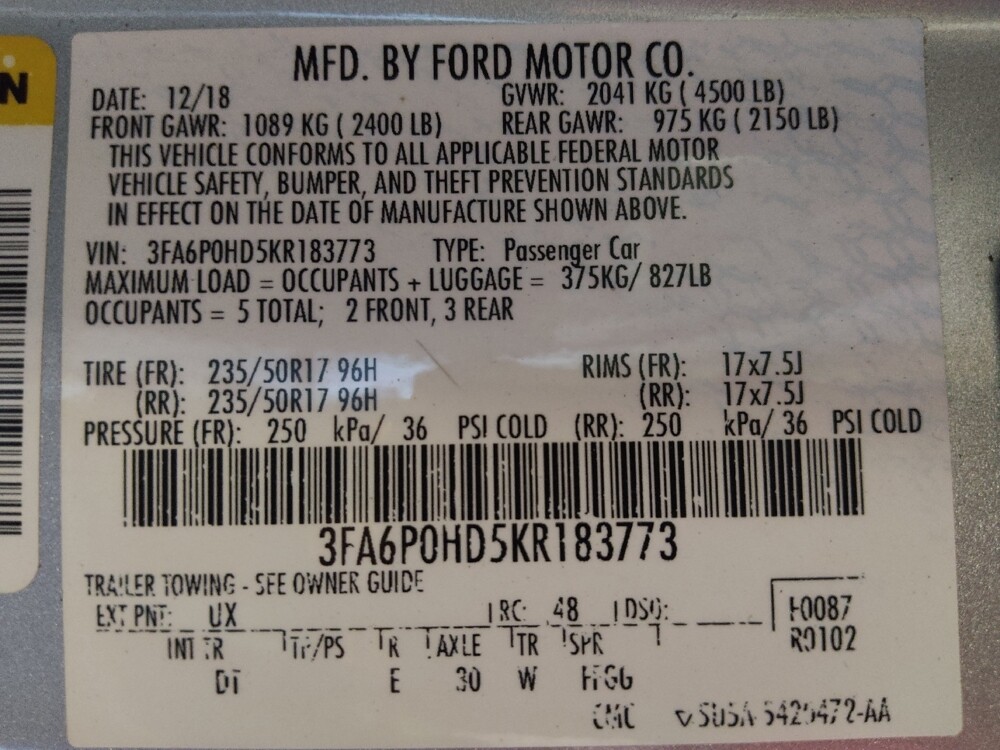 N
MFD. BY FORD MOTOR CO.
DATE: 12/18 GVWR: 2041 KG ( 4500 LB)
FRONT GAWR: 1089 KG ( 2400 LB) REAR GAWR: 975 KG ( 2150 LB)
THIS VEHICLE CONFORMS TO ALL APPLICABLE FEDERAL MOTOR
VEHICLE SAFETY, BUMPER, AND THEFT PREVENTION STANDARDS
IN EFFECT ON THE DATE OF MANUFACTURE SHOWN ABOVE.
VIN: 3FA6P0HD5KR183773 TYPE: Passenger Car
MAXIMUM LOAD = OCCUPANTS + LUGGAGE = 375KG/ 827LB
OCCUPANTS = 5 TOTAL; 2 FRONT, 3 REAR
TIRE (FR): 235/50R17 96H RIMS (FR): 17x7.5J
(RR): 235/50R17 96H (RR): 17x7.5J
PRESSURE (FR): 250 kPa/ 36 PSI COLD (RR): 250 kPa/ 36 PSI COLD
3FA6P0HD5KR183773
TRAILER TOWING - SEE OWNER GUIDE
EXT PNT: UX RC: 48 DSO: F0087
R0102
INT TR TP/PS R AXLE TR SPR
DT E 30 W